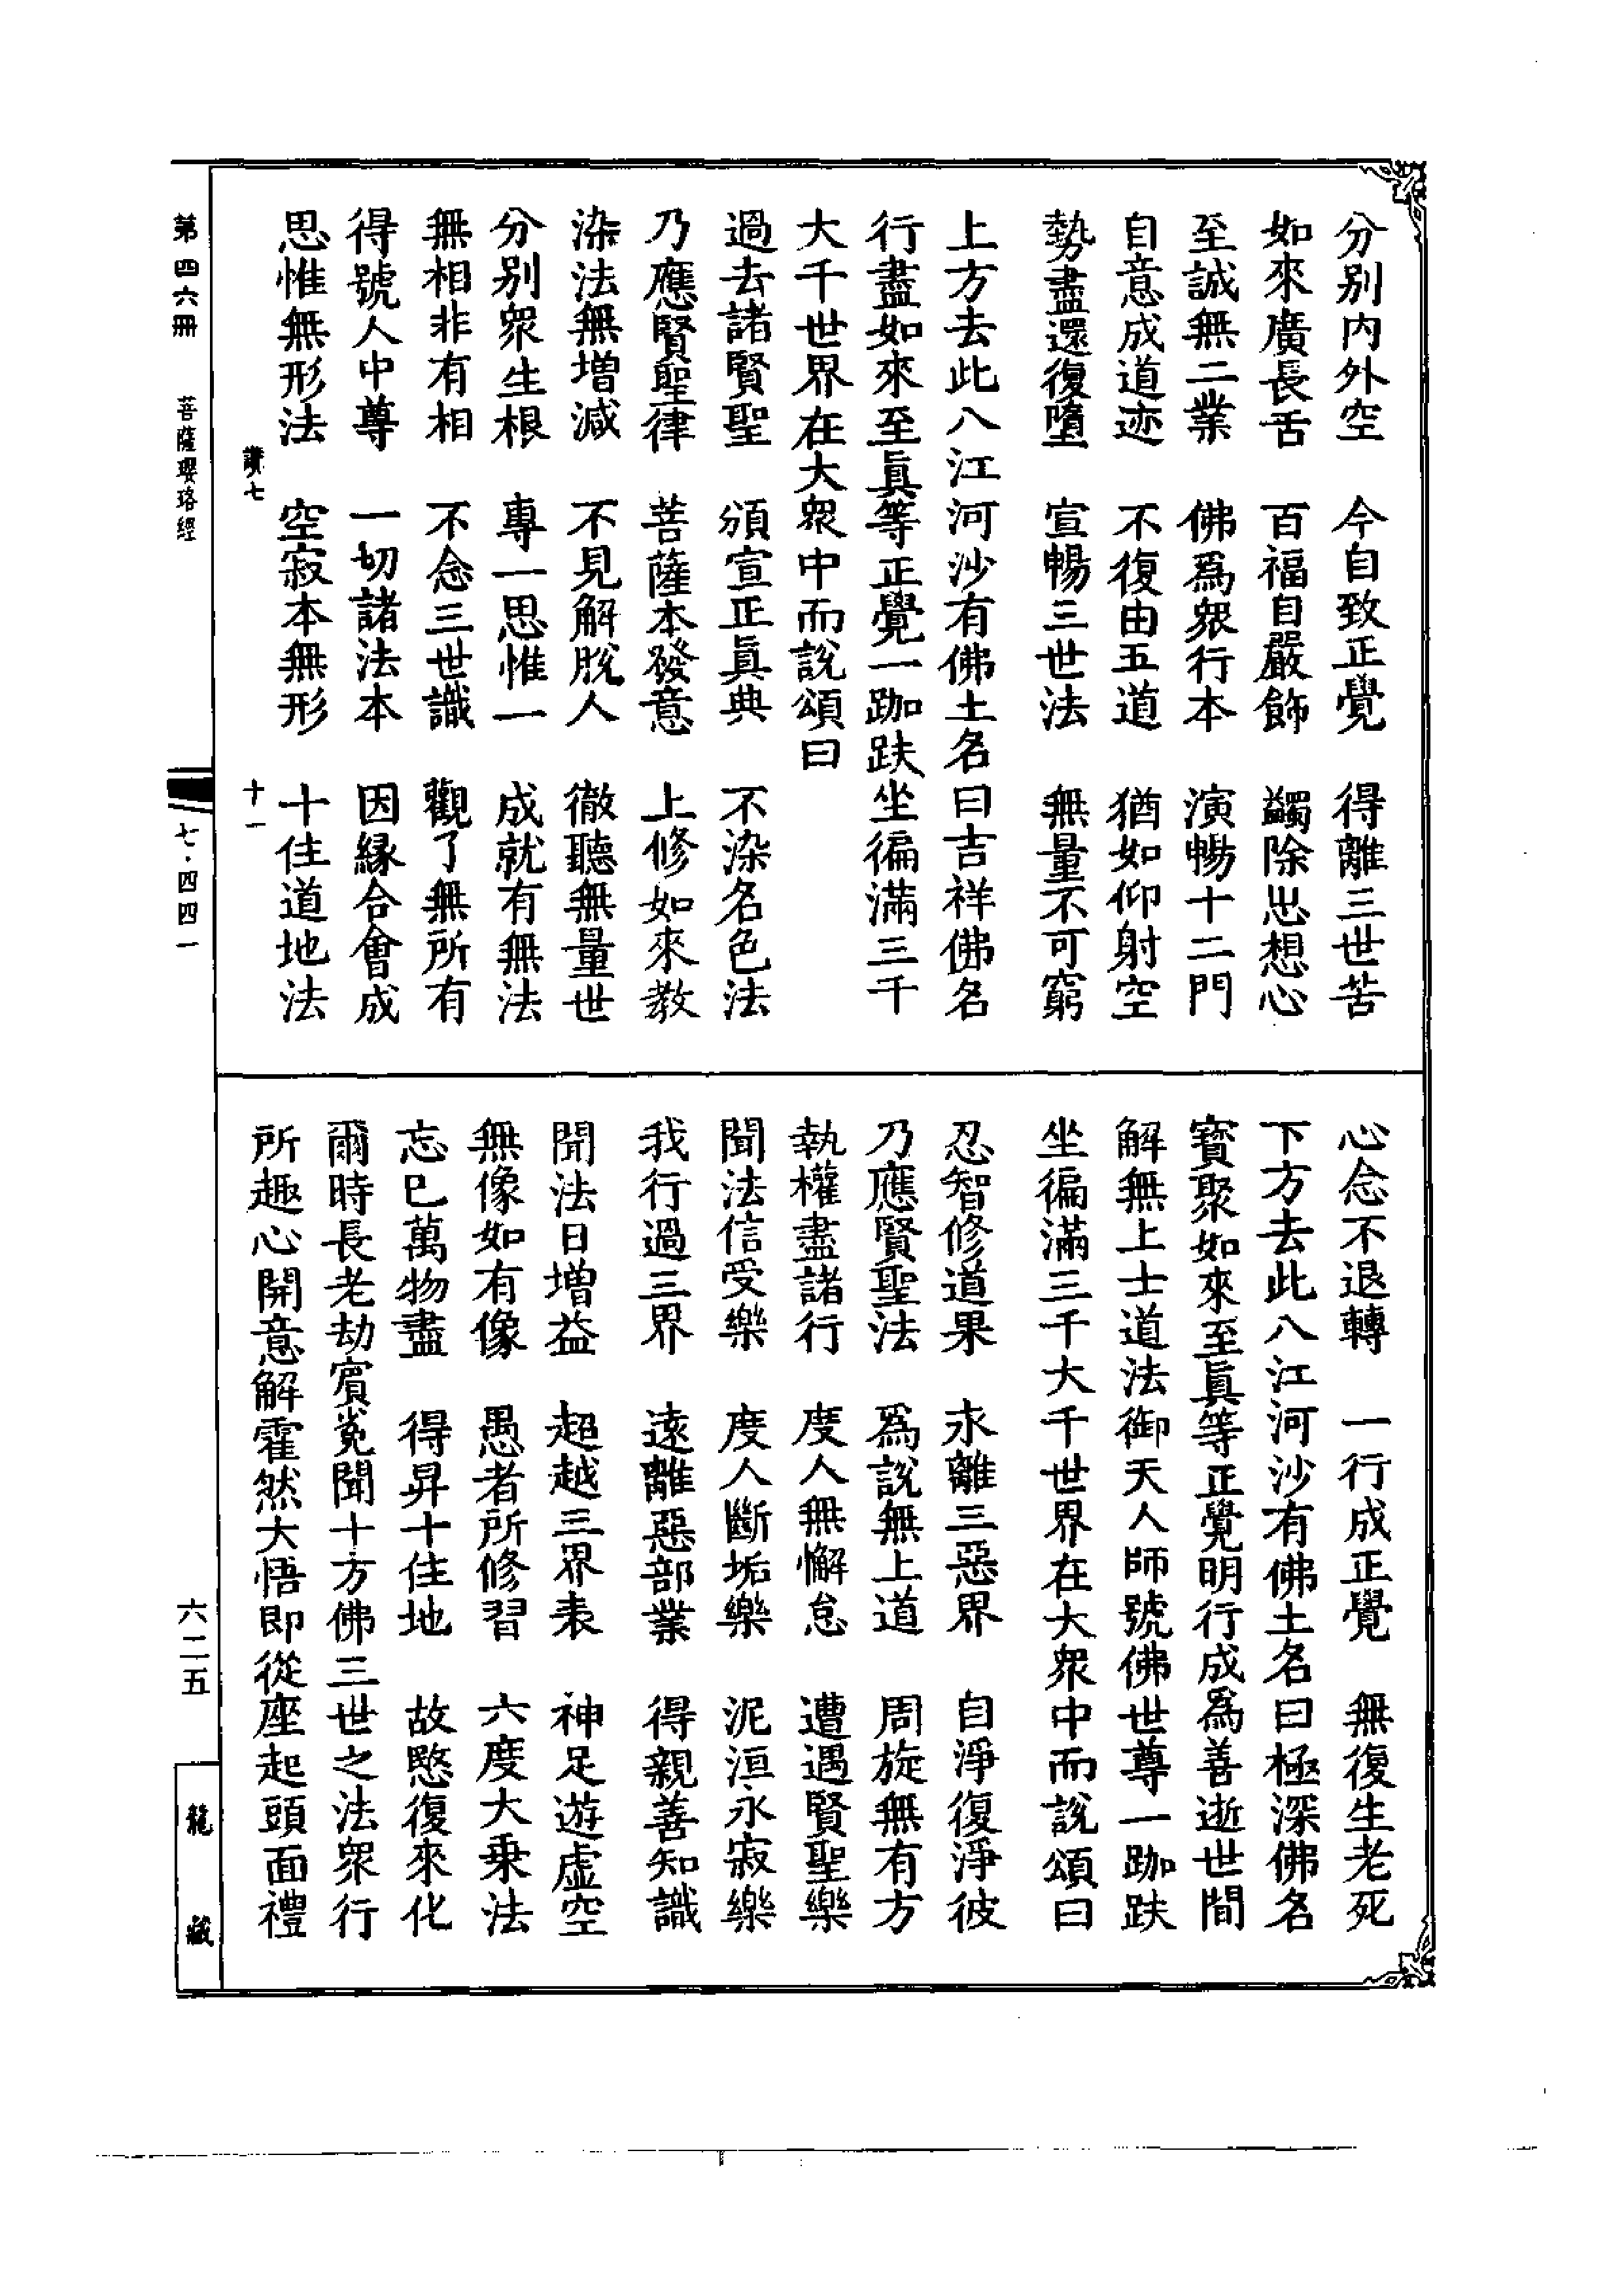 分别内外空　今自致正覺　得離三世苦
如來廣長舌　百福自嚴飾　蠲除思想心
至誠無二業　佛爲衆行本　演暢十二門
自意成道迹　不復由五道　猶如仰射空
勢盡還復墮　宣暢三世法　無量不可窮
上方去此八江河沙有佛土名曰吉祥佛名
行盡如來至眞等正覺一跏趺坐徧滿三千
大千世界在大衆中而說頌曰
過去諸賢聖　頒宣正眞典　不染名色法
乃應賢聖律　菩薩本發意　上修如來教
染法無增減　不見解脫人　徹聽無量世
分别衆生根　專一思惟一　成就有無法
無相非有相　不念三世識　觀了無所有
得號人中尊　一切諸法本　因緣合會成
思惟無形法　空寂本無形　十住道地法
讚七　十一
心念不退轉　一行成正覺　無復生老死
下方去此八江河沙有佛土名曰極深佛名
寶聚如來至眞等正覺明行成爲善逝世間
解無上士道法御天人師號佛世尊一跏趺
坐徧滿三千大千世界在大衆中而說頌曰
忍智修道果　永離三惡界　自淨復淨彼
乃應賢聖法　爲說無上道　周旋無有方
執權盡諸行　度人無懈怠　遭遇賢聖樂
聞法信受樂　度人斷垢樂　泥洹永寂樂
我行過三界　遠離惡部業　得親善知識
聞法日增益　超越三界表　神足遊虛空
無像如有像　愚者所修習　六度大乘法
忘已萬物盡　得昇十住地　故愍復來化
爾時長老劫賓㝹聞十方佛三世之法衆行
所趣心開意解霍然大悟即從座起頭面禮
第四六冊　菩薩瓔珞經　七·四四一　六二五　龍藏